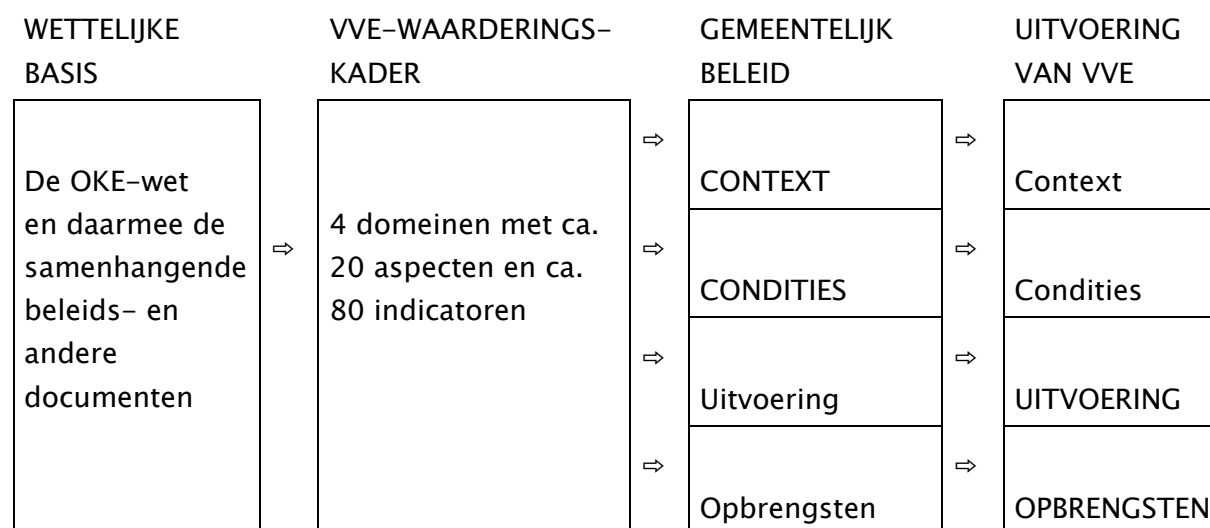 WETTELIJKE
BASIS
VVE-WAARDERINGS-
KADER
GEMEENTELIJK
BELEID
UITVOERING
VAN VVE
De OKE-wet
en daarmee de
samenhangende
beleids- en
andere
documenten
⇨
4 domeinen met ca.
20 aspecten en ca.
80 indicatoren
⇨
⇨
⇨
⇨
CONTEXT
CONDITIES
Uitvoering
Opbrengsten
⇨
⇨
⇨
⇨
Context
Condities
UITVOERING
OPBRENGSTEN